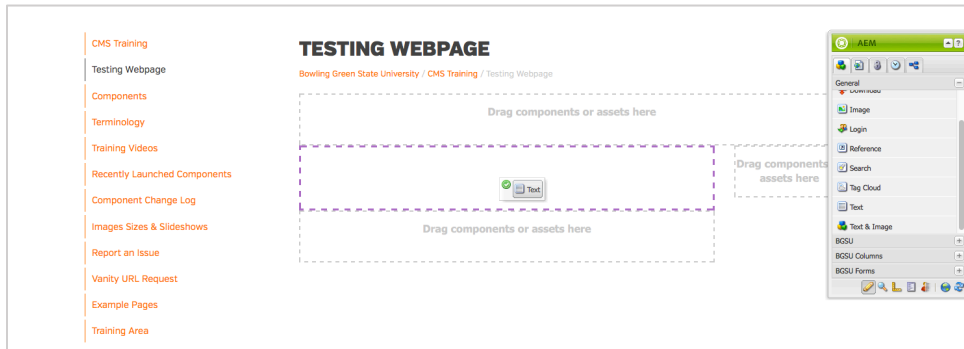 CMS Training
Testing Webpage
Components
Terminology
Training Videos
Recently Launched Components
Component Change Log
Images Sizes & Slideshows
Report an Issue
Vanity URL Request
Example Pages
Training Area
TESTING WEBPAGE
Bowling Green State University / CMS Training / Testing Webpage
Drag components or assets here
Text
Drag components
assets here
Drag components or assets here
AEM
?
General
Download
Image
Login
Reference
Search
Tag Cloud
Text
Text & Image
BGSU
BGSU Columns
BGSU Forms